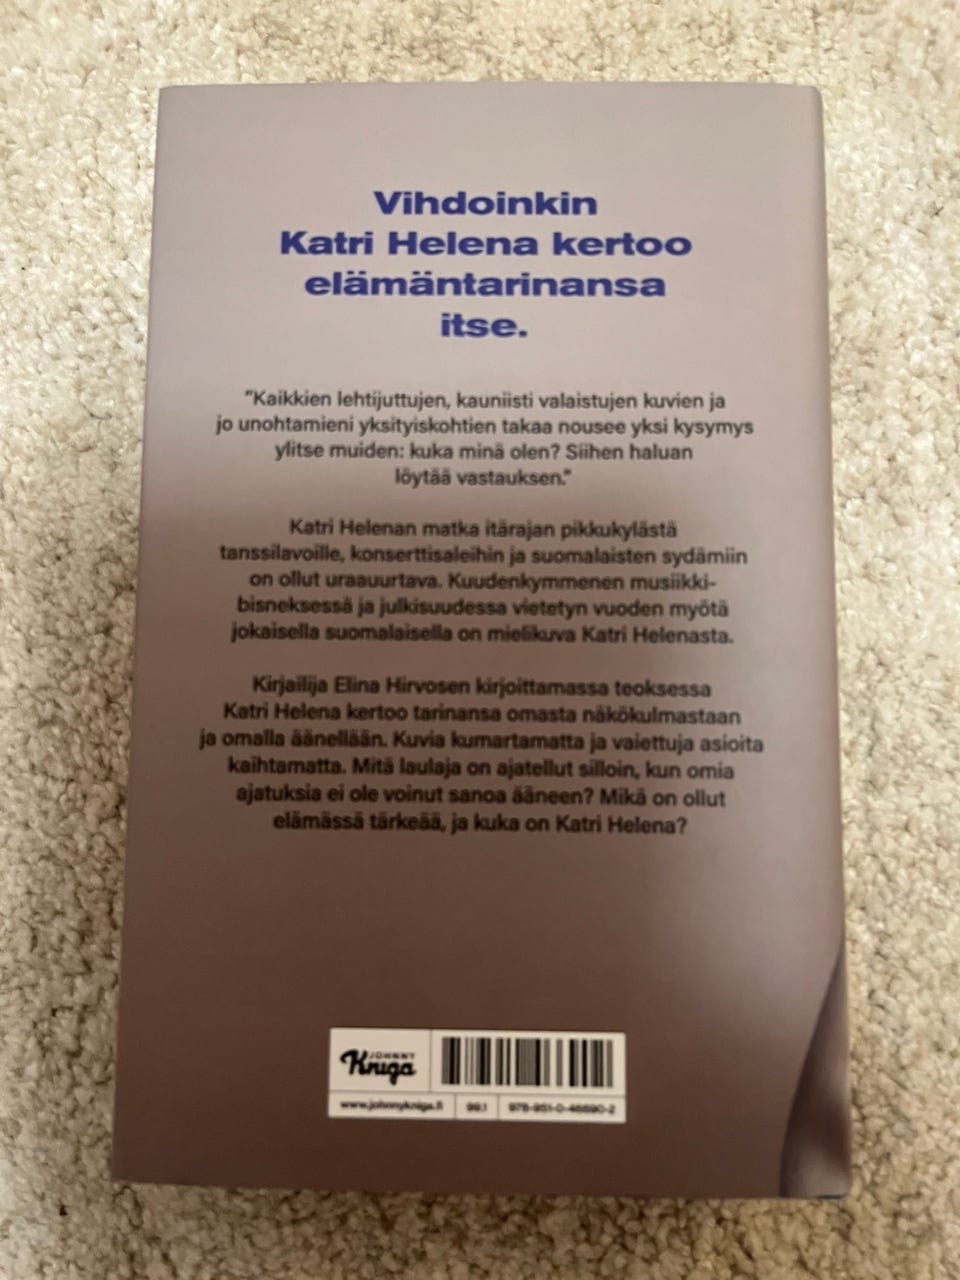 Vihdoinkin
Katri Helena kertoo
elämäntarinansa
itse.
"Kaikkien lehtijuttujen, kauniisti valaistujen kuvien ja
jo unohtamieni yksityiskohtien takaa nousee yksi kysymys
ylitse muiden: kuka minä olen? Siihen haluan
löytää vastauksen."
Katri Helenan matka itärajan pikkukylästä
tanssilavoille, konserttisaleihin ja suomalaisten sydämiin
on ollut uraauurtava. Kuudenkymmenen musiikki-
bisneksessä ja julkisuudessa vietetyn vuoden myötä
jokaisella suomalaisella on mielikuva Katri Helenasta.
Kirjailija Elina Hirvosen kirjoittamassa teoksessa
Katri Helena kertoo tarinansa omasta näkökulmastaan
ja omalla äänellään. Kuvia kumartamatta ja vaiettuja asioita
kaihtamatta. Mitä laulaja on ajatellut silloin, kun omia
ajatuksia ei ole voinut sanoa ääneen? Mikä on ollut
elämässä tärkeää, ja kuka on Katri Helena?
JOHNNY
Kniga
www.johnnykniga.fi
99.1